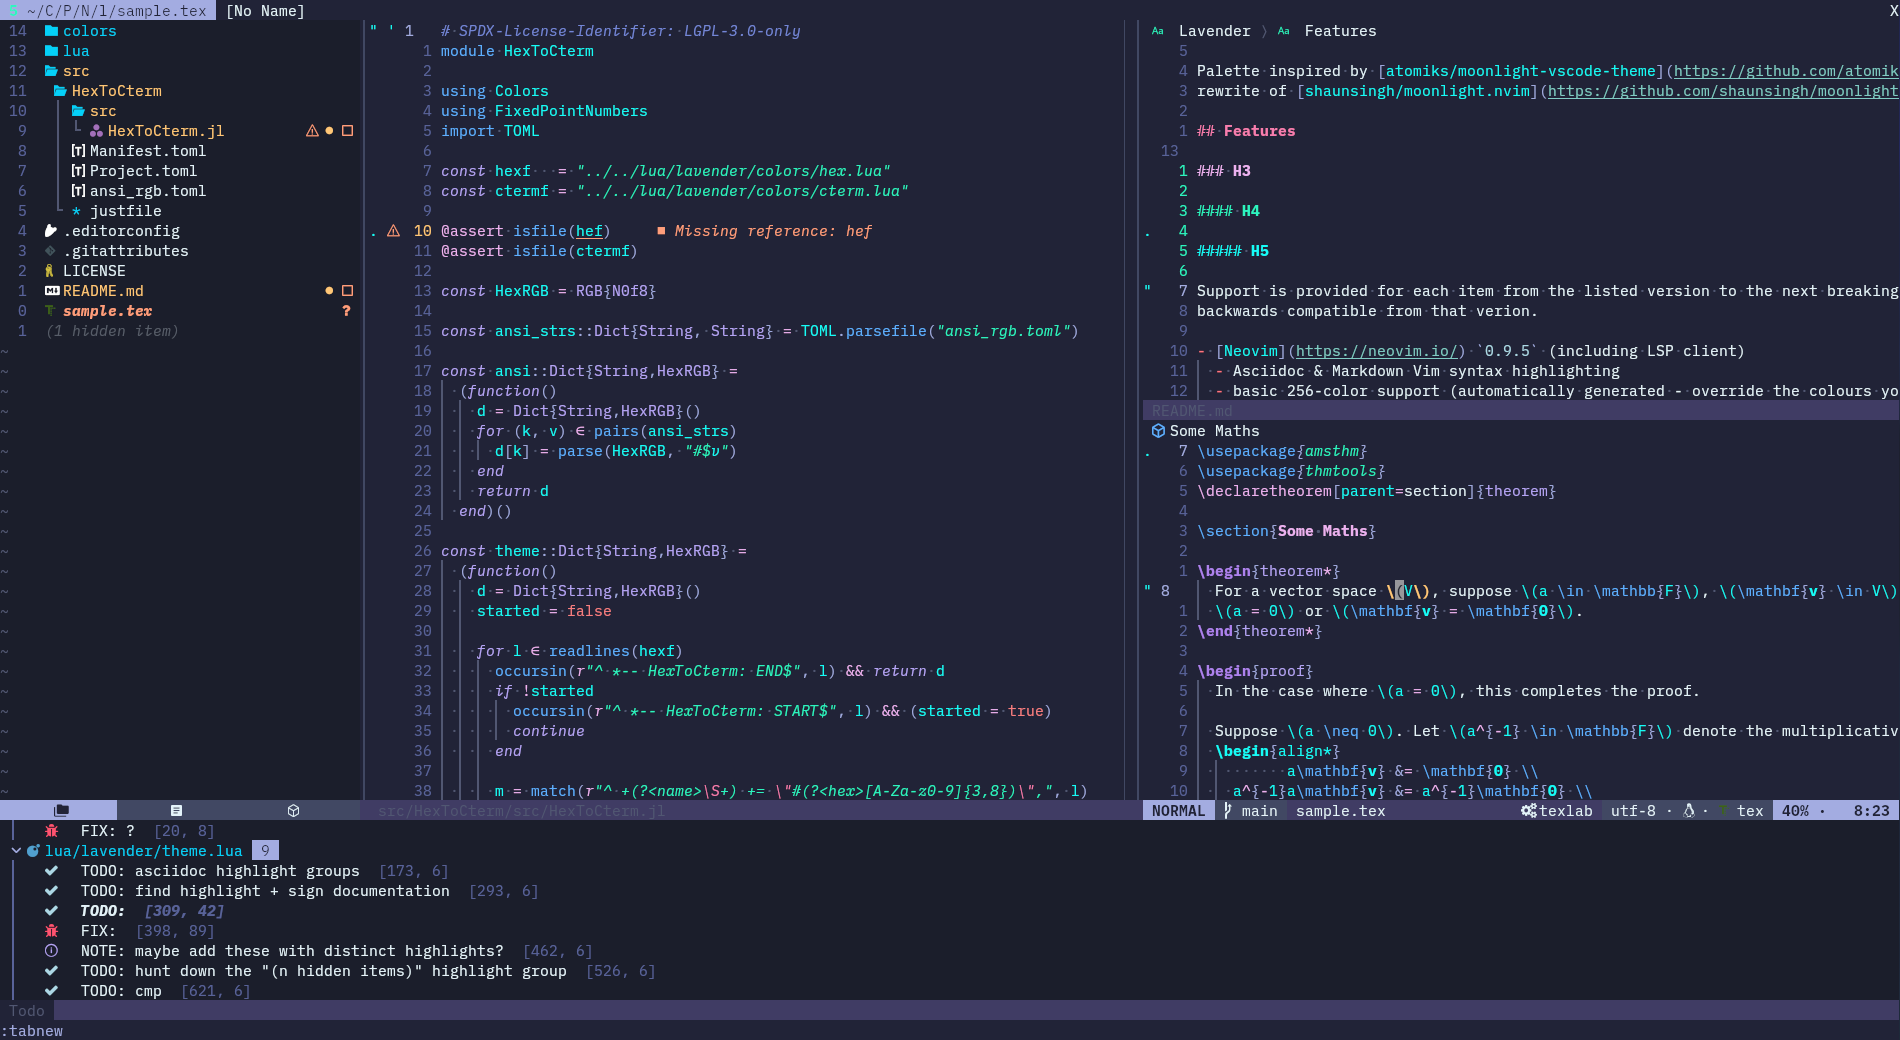 5 ~/C/P/N/l/sample.tex [No Name] X
14 colors
13 lua
12 src
11 HexToCterm
10 src
9 HexToCterm.jl
8 [T] Manifest.toml
7 [T] Project.toml
6 [T] ansi_rgb.toml
5 * justfile
4 .editorconfig
3 .gitattributes
2 LICENSE
1 README.md
0 sample.tex ?
1 (1 hidden item)
" ' 1 # SPDX-License-Identifier: LGPL-3.0-only
1 module HexToCterm
2
3 using Colors
4 using FixedPointNumbers
5 import TOML
6
7 const hexf = "../../lua/lavender/colors/hex.lua"
8 const ctermf = "../../lua/lavender/colors/cterm.lua"
9
10 @assert isfile(hef) ■ Missing reference: hef
11 @assert isfile(ctermf)
12
13 const HexRGB = RGB{N0f8}
14
15 const ansi_strs::Dict{String, String} = TOML.parsefile("ansi_rgb.toml")
16
17 const ansi::Dict{String,HexRGB} =
18 (function()
19 d = Dict{String,HexRGB}()
20 for (k, v) ∈ pairs(ansi_strs)
21 d[k] = parse(HexRGB, "#$v")
22 end
23 return d
24 end)()
25
26 const theme::Dict{String,HexRGB} =
27 (function()
28 d = Dict{String,HexRGB}()
29 started = false
30
31 for l ∈ readlines(hexf)
32 occursin(r"^ *-- HexToCterm: END$", l) && return d
33 if !started
34 occursin(r"^ *-- HexToCterm: START$", l) && (started = true)
35 continue
36 end
37
38 m = match(r"^ +(?<name>\S+) += \"#(?<hex>[A-Za-z0-9]{3,8})\",", l)
Aa Lavender 〉 Aa Features
5
4 Palette inspired by [atomiks/moonlight-vscode-theme](https://github.com/atomik
3 rewrite of [shaunsingh/moonlight.nvim](https://github.com/shaunsingh/moonlight
2
1 ## Features
13
1 ### H3
2
3 #### H4
4
5 ##### H5
6
7 Support is provided for each item from the listed version to the next breaking
8 backwards compatible from that verion.
9
10 - [Neovim](https://neovim.io/) `0.9.5` (including LSP client)
11 - Asciidoc & Markdown Vim syntax highlighting
12 - basic 256-color support (automatically generated - override the colours yo
README.md
Some Maths
7 \usepackage{amsthm}
6 \usepackage{thmtools}
5 \declaretheorem[parent=section]{theorem}
4
3 \section{Some Maths}
2
1 \begin{theorem*}
" 8 For a vector space \(V\), suppose \(a \in \mathbb{F}\), \(\mathbf{v} \in V\)
1 \(a = 0\) or \(\mathbf{v} = \mathbf{0}\).
2 \end{theorem*}
3
4 \begin{proof}
5 In the case where \(a = 0\), this completes the proof.
6
7 Suppose \(a \neq 0\). Let \(a^{-1} \in \mathbb{F}\) denote the multiplicativ
8 \begin{align*}
9 a\mathbf{v} &= \mathbf{0} \\
10 a^{-1}a\mathbf{v} &= a^{-1}\mathbf{0} \\
src/HexToCterm/src/HexToCterm.jl
NORMAL main sample.tex texlab utf-8 · · tex 40% · 8:23
FIX: ? [20, 8]
lua/lavender/theme.lua 9
TODO: asciidoc highlight groups [173, 6]
TODO: find highlight + sign documentation [293, 6]
TODO: [309, 42]
FIX: [398, 89]
NOTE: maybe add these with distinct highlights? [462, 6]
TODO: hunt down the "(n hidden items)" highlight group [526, 6]
TODO: cmp [621, 6]
Todo
:tabnew